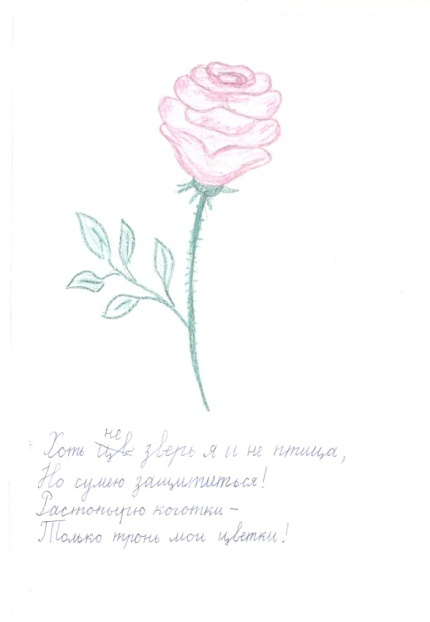 Хоть не зверь я и не птица,
Но сумею защититься!
Растопырю коготки –
Только тронь мои цветки!